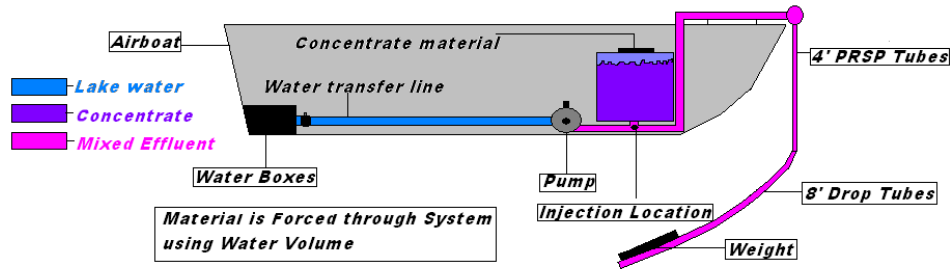 Airboat
Concentrate material
4' PRSP Tubes
Lake water
Water transfer line
Concentrate
Mixed Effluent
Water Boxes
Pump
8' Drop Tubes
Injection Location
Material is Forced through System
using Water Volume
Weight